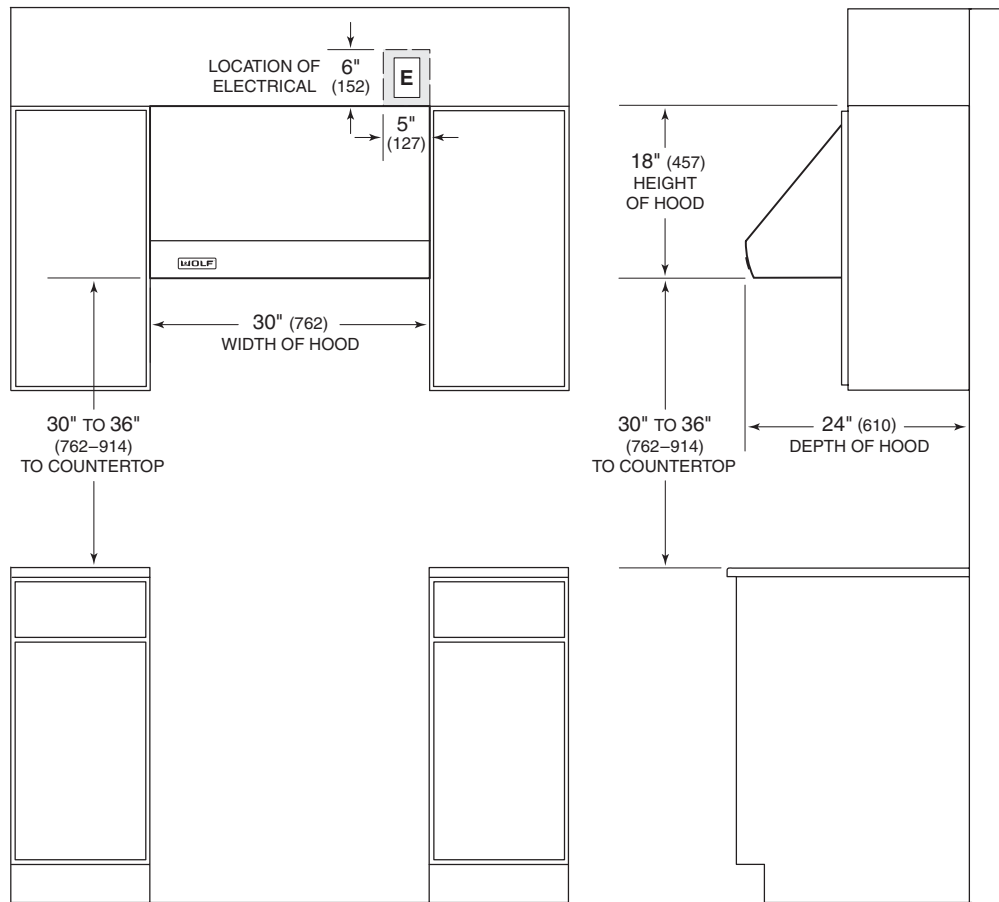 LOCATION OF
ELECTRICAL
6"
(152)
E
5"
(127)
WOLF
30" (762)
WIDTH OF HOOD
30" TO 36"
(762–914)
TO COUNTERTOP
18" (457)
HEIGHT
OF HOOD
30" TO 36"
(762–914)
TO COUNTERTOP
24" (610)
DEPTH OF HOOD